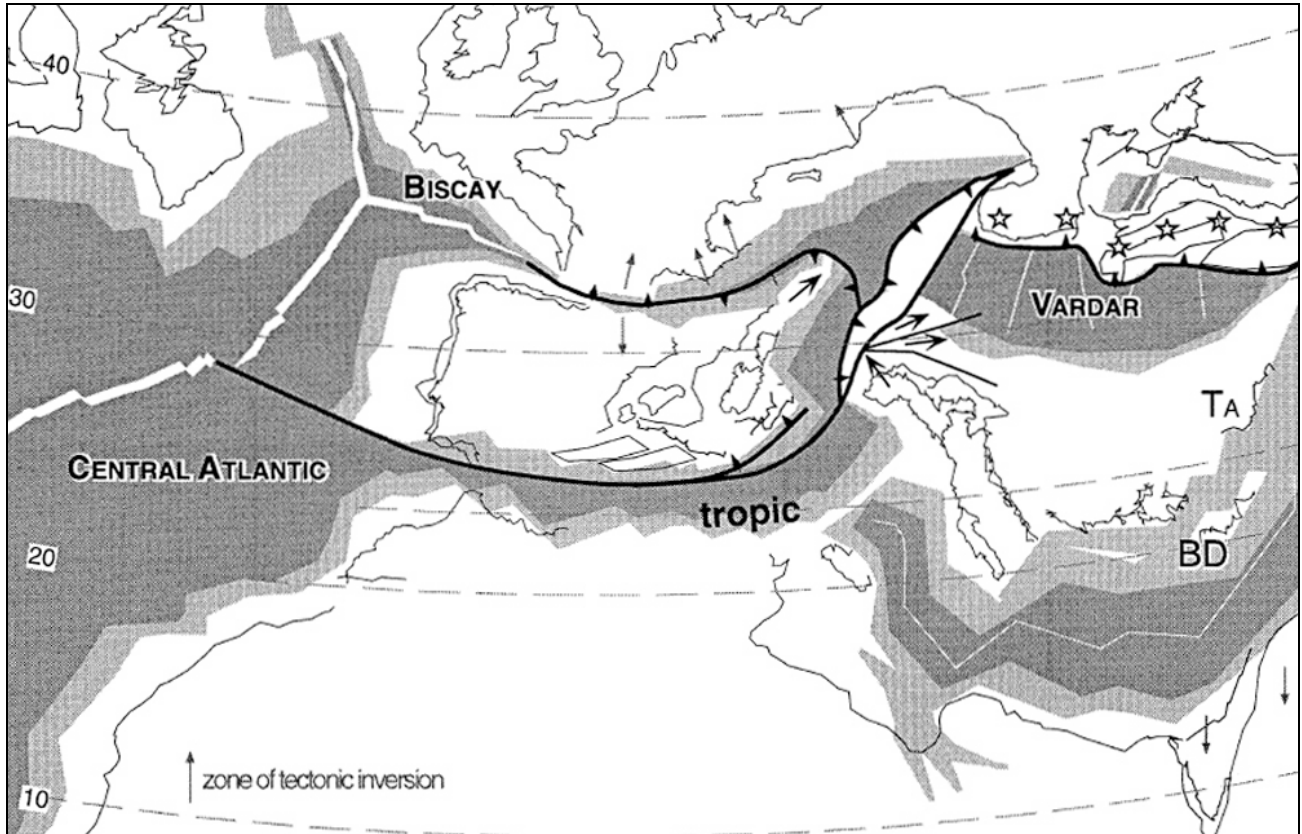 40
BISCAY
30
VARDAR
TA
CENTRAL ATLANTIC
tropic
20
BD
zone of tectonic inversion
10